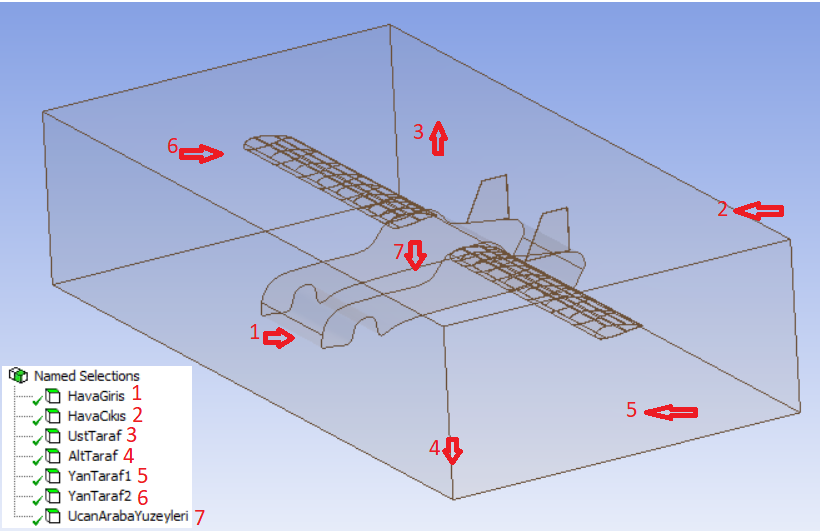 3
6
2
7
1
5
4
Named Selections
HavaGiris 1
HavaCıkıs 2
UstTaraf 3
AltTaraf 4
YanTaraf1 5
YanTaraf2 6
UcanArabaYuzeyleri 7